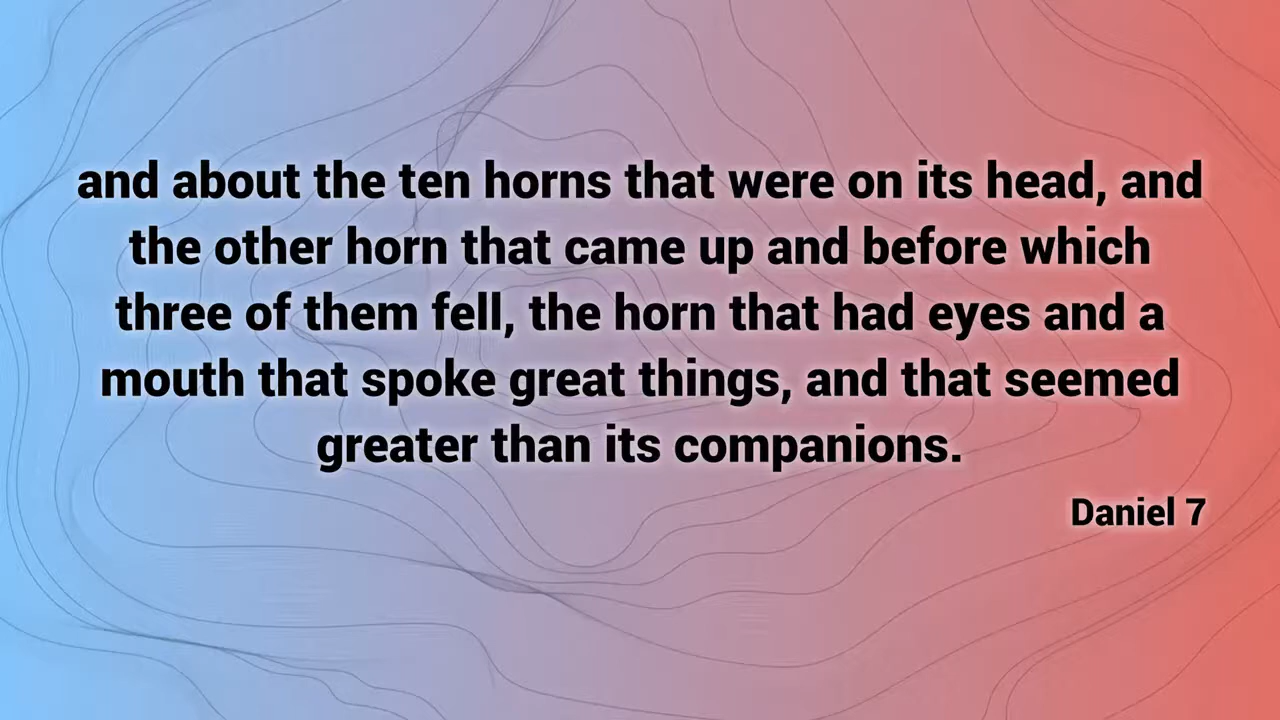 and about the ten horns that were on its head, and
the other horn that came up and before which
three of them fell, the horn that had eyes and a
mouth that spoke great things, and that seemed
greater than its companions.
Daniel 7